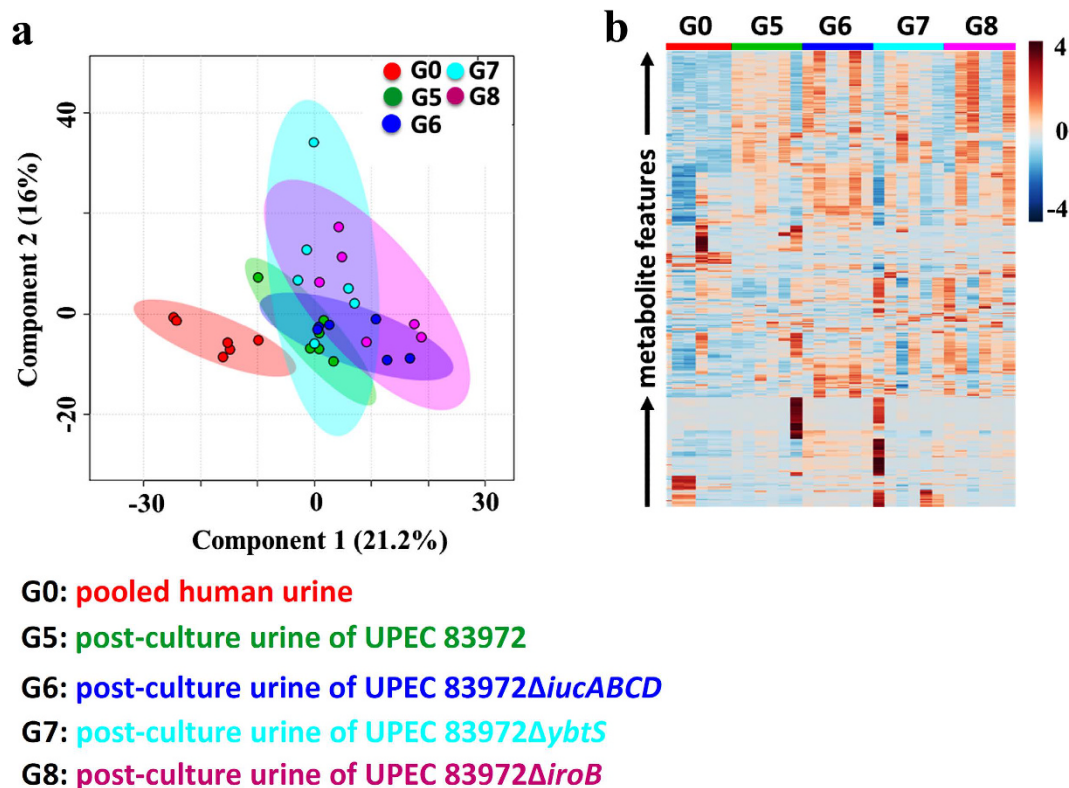 a
b
G0 G5 G6 G7 G8
G0 G7
G5 G8
G6
4
0
-4
40
0
-20
Component 2 (16%)
metabolite features
-30 0 30
Component 1 (21.2%)
G0: pooled human urine
G5: post-culture urine of UPEC 83972
G6: post-culture urine of UPEC 83972ΔiucABCD
G7: post-culture urine of UPEC 83972ΔybtS
G8: post-culture urine of UPEC 83972ΔiroB